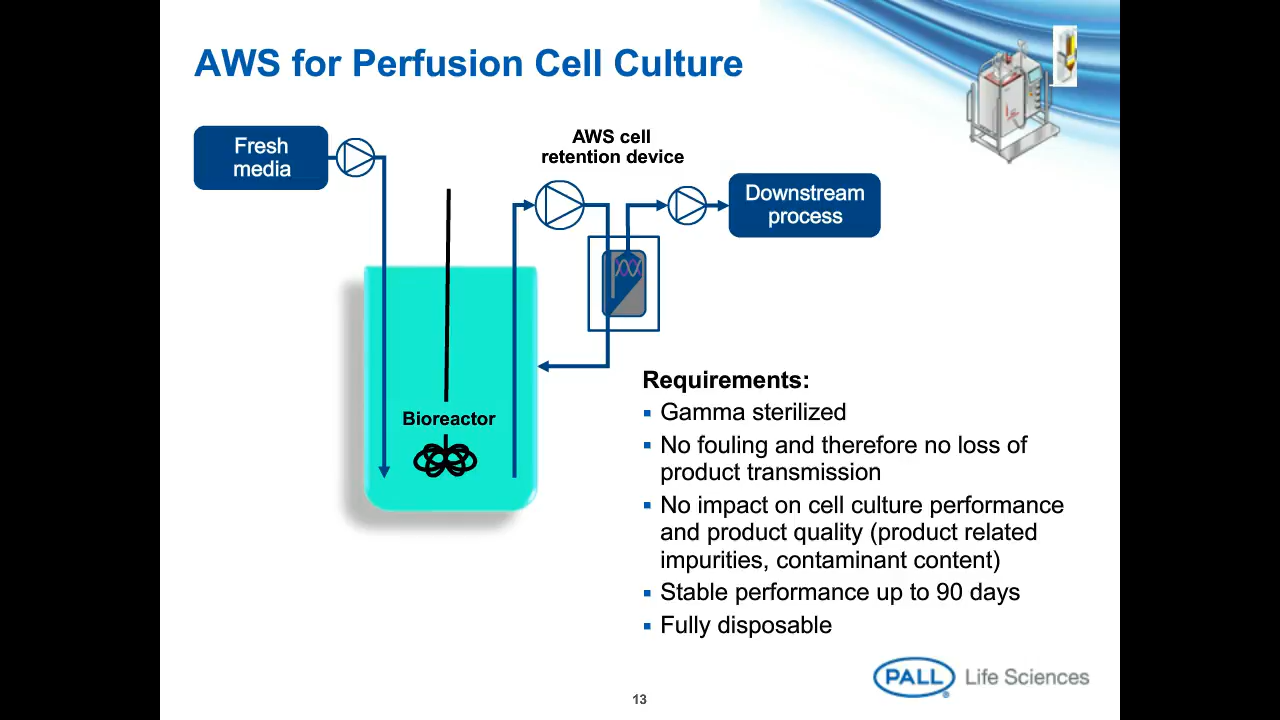 AWS for Perfusion Cell Culture
Fresh
media
AWS cell
retention device
Downstream
process
Bioreactor
Requirements:
▪ Gamma sterilized
▪ No fouling and therefore no loss of
product transmission
▪ No impact on cell culture performance
and product quality (product related
impurities, contaminant content)
▪ Stable performance up to 90 days
▪ Fully disposable
PALL® Life Sciences
13